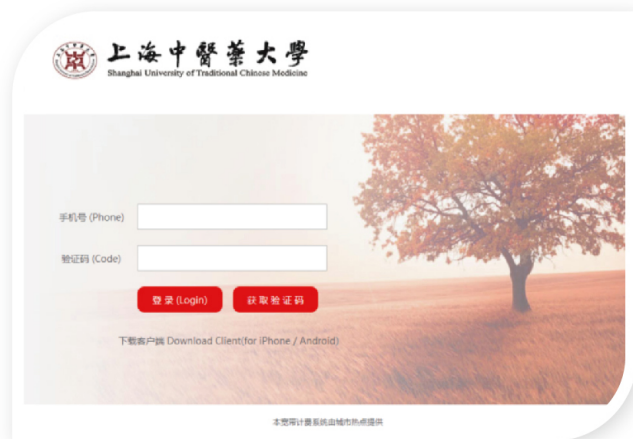 上海中醫藥大學
Shanghai University of Traditional Chinese Medicine
手机号 (Phone)
验证码 (Code)
登录 (Login) 获取验证码
下载客户端 Download Client(for iPhone / Android)
本宽带计费系统由城市热点提供